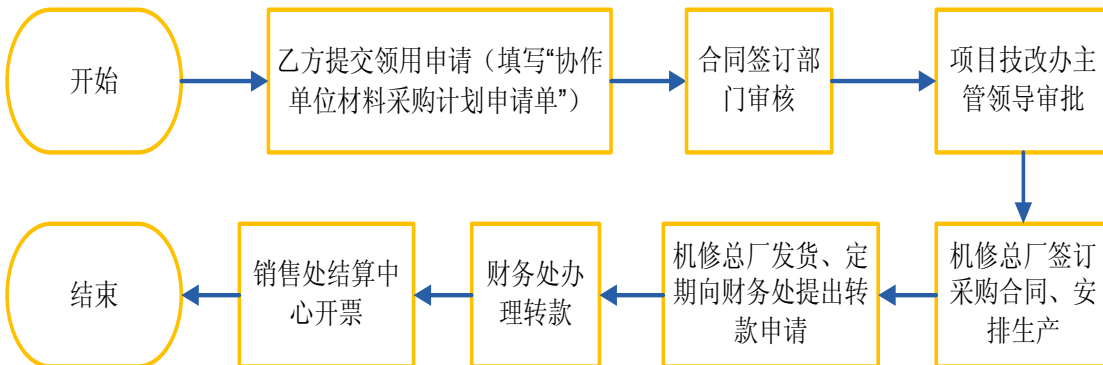 开始
乙方提交领用申请（填写“协作
单位材料采购计划申请单”）
合同签订部
门审核
项目技改办主
管领导审批
机修总厂签订
采购合同、安
排生产
机修总厂发货、定
期向财务处提出转
款申请
财务处办
理转款
销售处结算中
心开票
结束